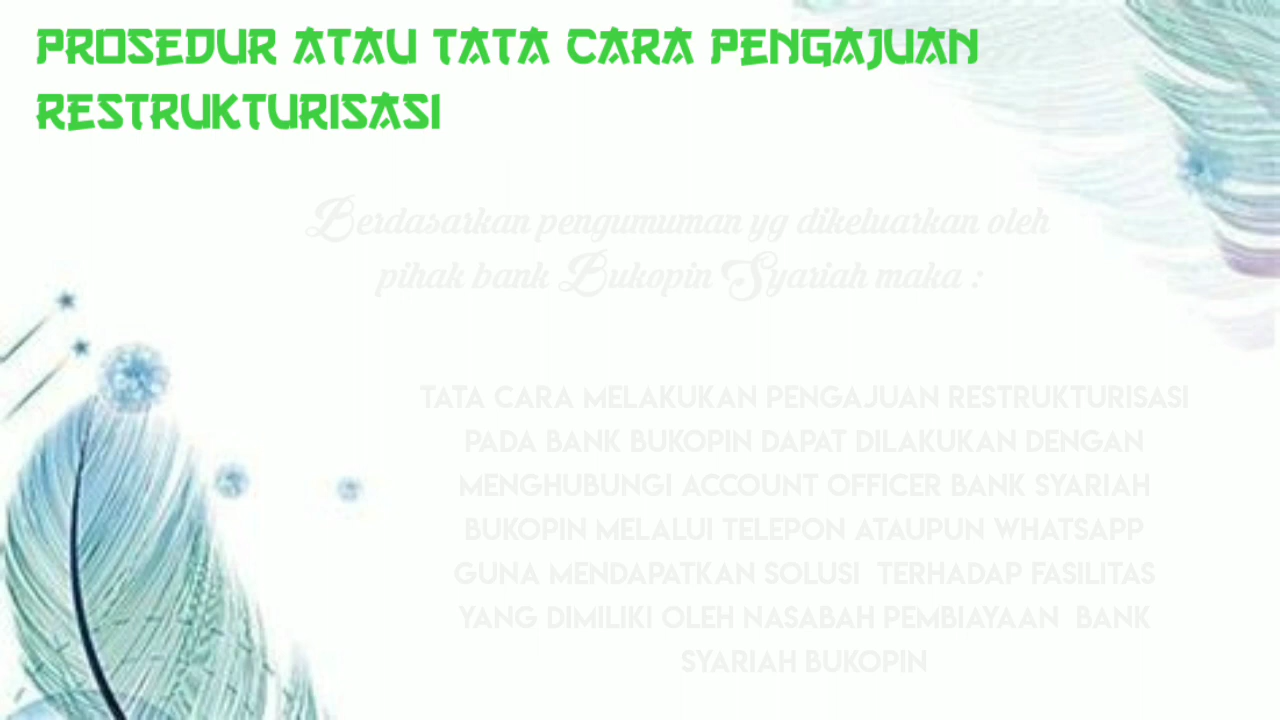 PROSEDUR ATAU TATA CARA PENGAJUAN
RESTRUKTURISASI
Berdasarkan pengumuman yg dikeluarkan oleh
pihak bank Bukopin Syariah maka :
TATA CARA MELAKUKAN PENGAJUAN RESTRUKTURISASI
PADA BANK BUKOPIN DAPAT DILAKUKAN DENGAN
MENGHUBUNGI ACCOUNT OFFICER BANK SYARIAH
BUKOPIN MELALUI TELEPON ATAUPUN WHATSAPP
GUNA MENDAPATKAN SOLUSI TERHADAP FASILITAS
YANG DIMILIKI OLEH NASABAH PEMBIAYAAN BANK
SYARIAH BUKOPIN